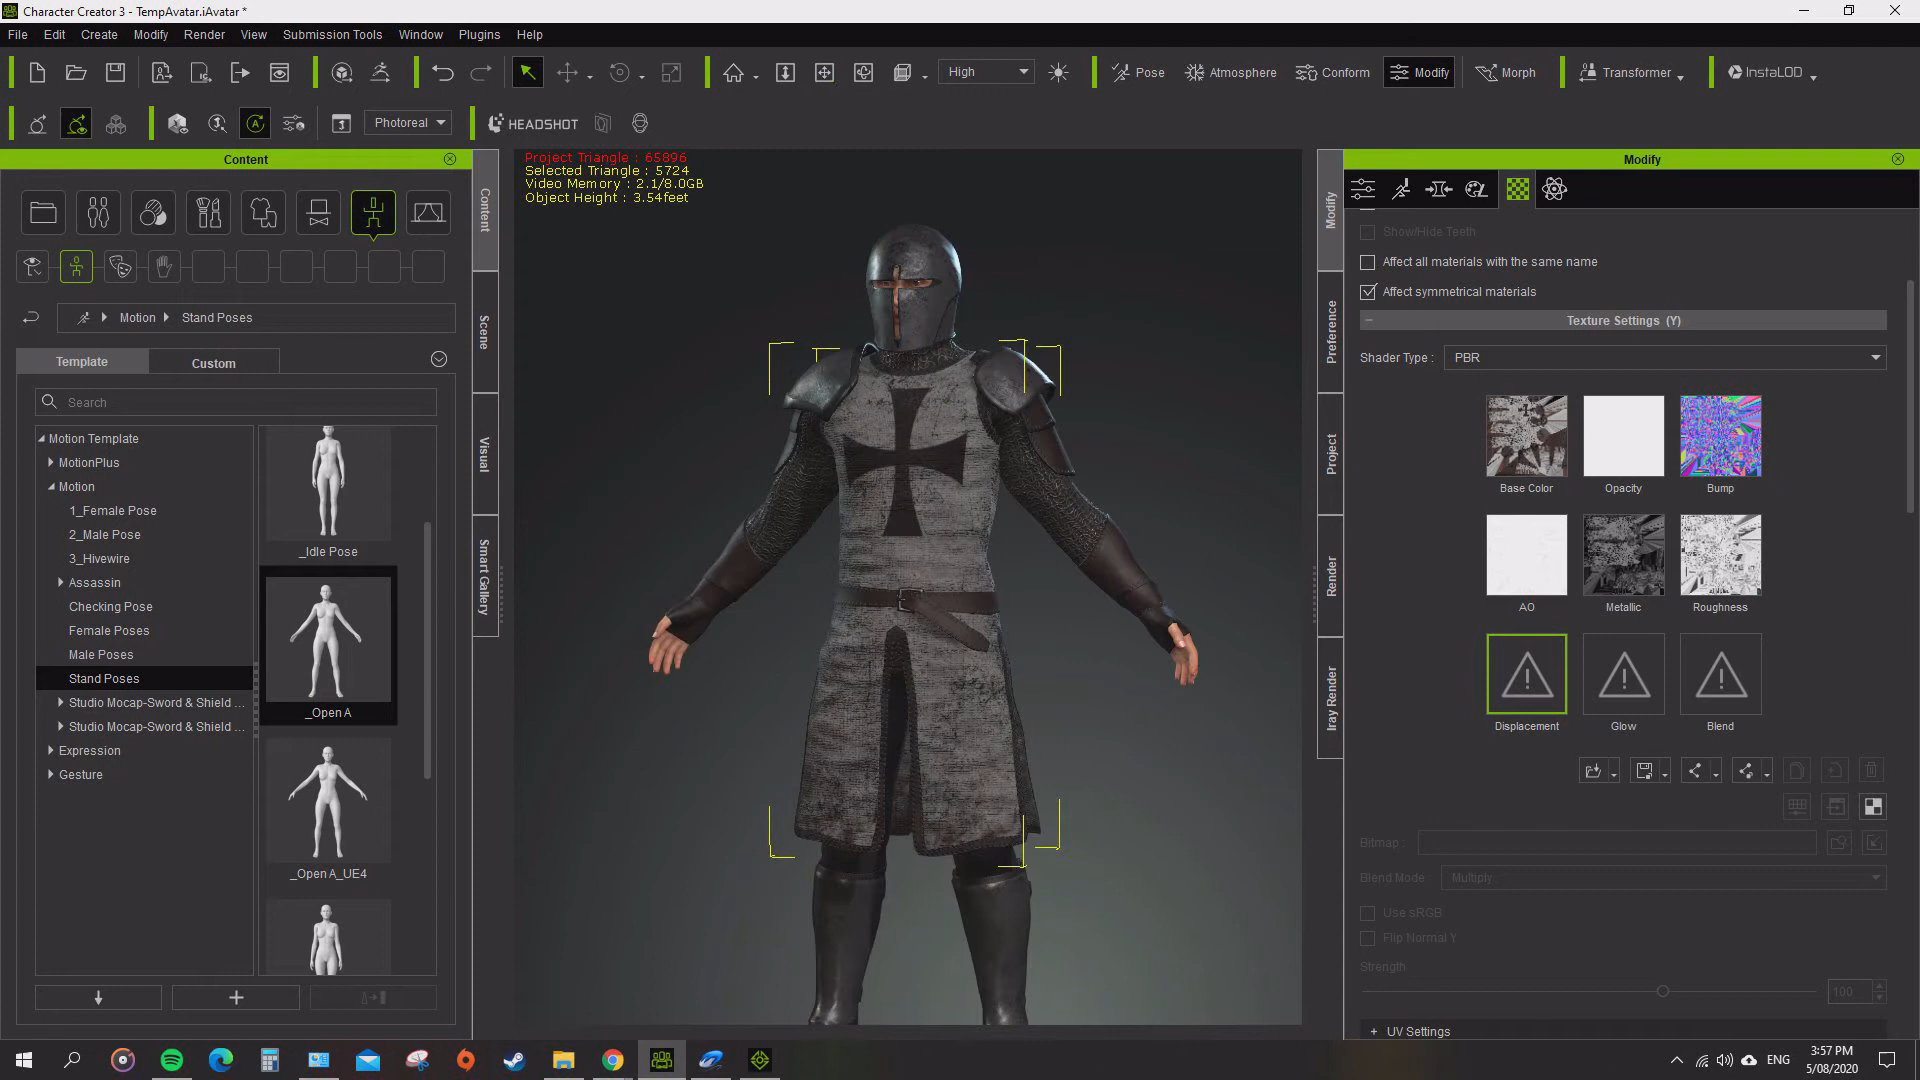 Character Creator 3 - TempAvatar.iAvatar *
File Edit Create Modify Render View Submission Tools Window Plugins Help
High Pose Atmosphere Conform Modify Morph Transformer InstaLOD
Photoreal HEADSHOT
Content
Project Triangle : 65896
Selected Triangle : 5724
Video Memory : 2.1/8.0GB
Object Height : 3.54feet
Motion Stand Poses
Template Custom
Search
Motion Template
MotionPlus
Motion
1_Female Pose
2_Male Pose
3_Hivewire
Assassin
Checking Pose
Female Poses
Male Poses
Stand Poses
Studio Mocap-Sword & Shield ...
Studio Mocap-Sword & Shield ...
Expression
Gesture
_Idle Pose
_Open A
_Open A_UE4
Content
Scene
Visual
Smart Gallery
Modify
Preference
Project
Render
Iray Render
Modify
Show/Hide Teeth
Affect all materials with the same name
Affect symmetrical materials
Texture Settings (Y)
Shader Type : PBR
Base Color Opacity Bump
AO Metallic Roughness
Displacement Glow Blend
Bitmap :
Blend Mode : Multiply
Use sRGB
Flip Normal Y
Strength
100
+ UV Settings
ENG
3:57 PM
5/08/2020